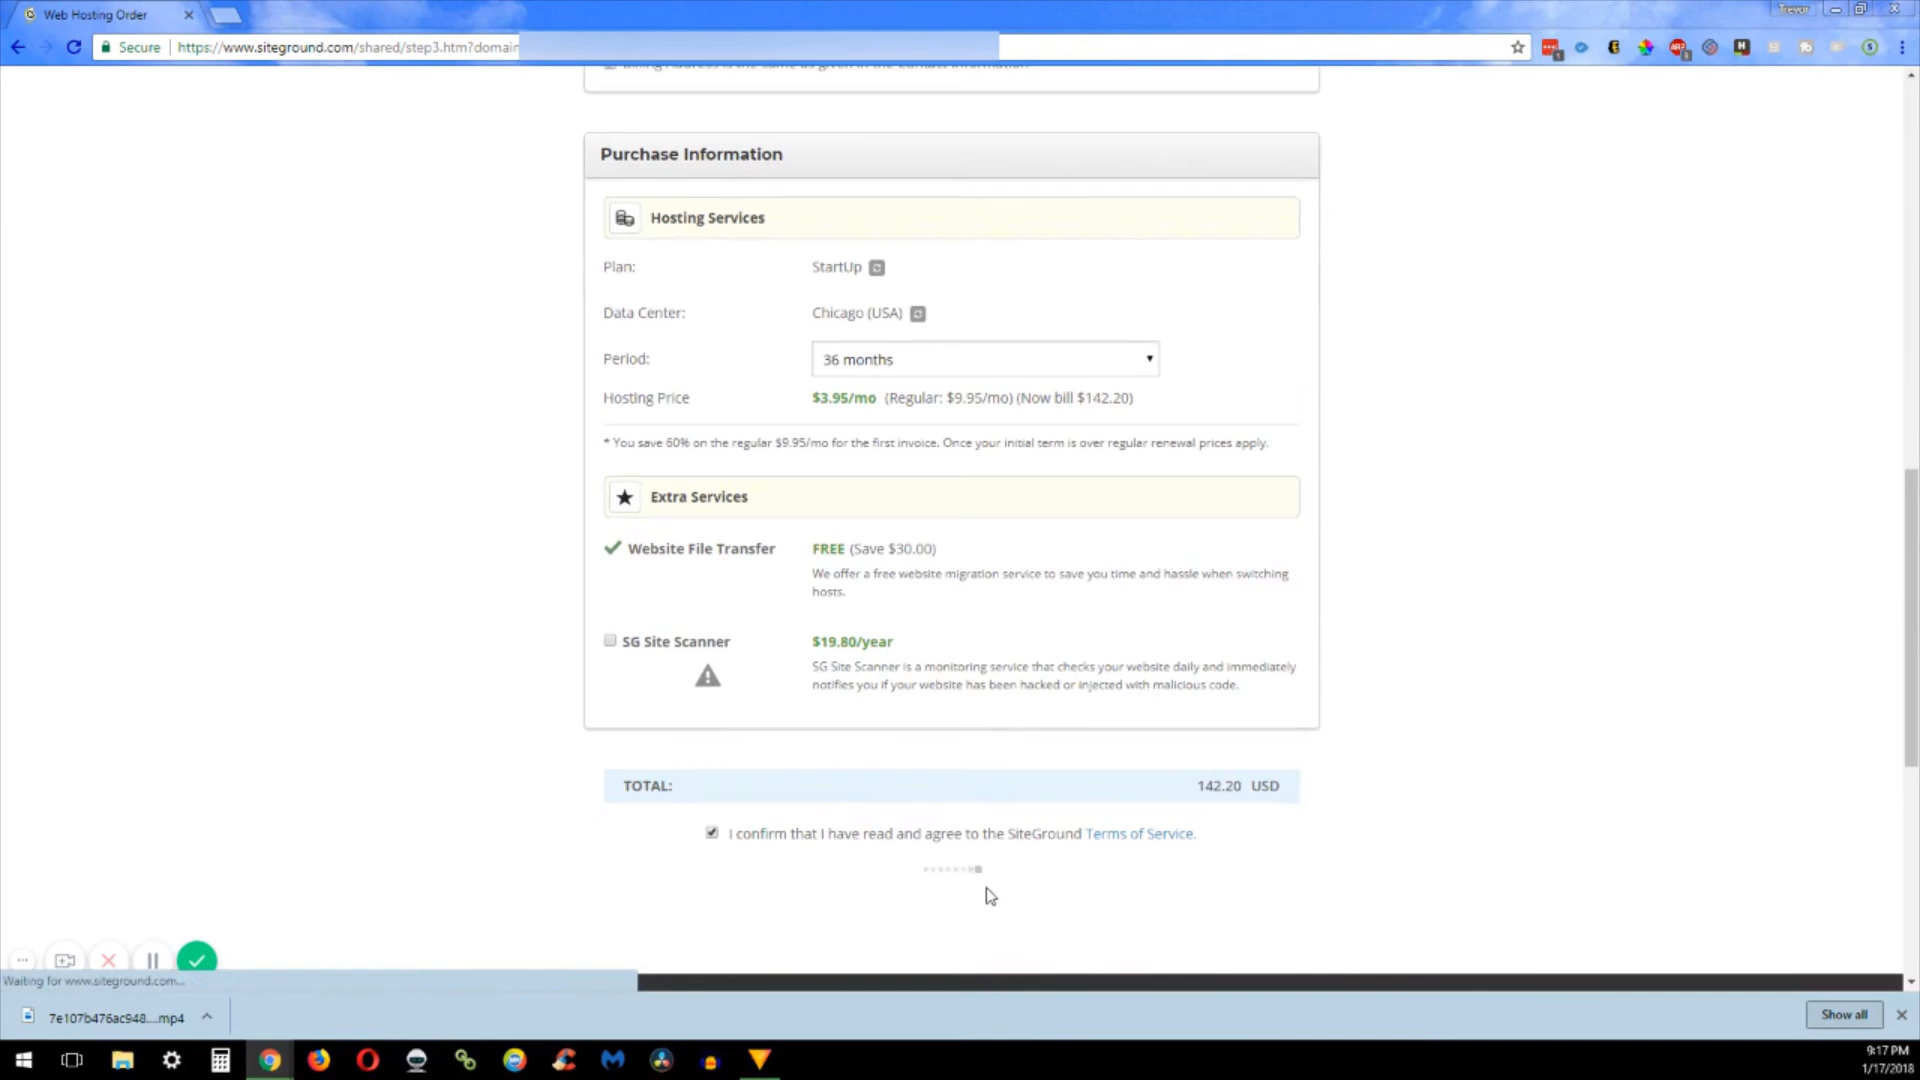 Web Hosting Order
Trevor
Secure https://www.siteground.com/shared/step3.htm?domain
Billing Address is the same as given in the Contact Information
Purchase Information
Hosting Services
Plan: StartUp
Data Center: Chicago (USA)
Period: 36 months
Hosting Price $3.95/mo (Regular: $9.95/mo) (Now bill $142.20)
* You save 60% on the regular $9.95/mo for the first invoice. Once your initial term is over regular renewal prices apply.
Extra Services
Website File Transfer FREE (Save $30.00)
We offer a free website migration service to save you time and hassle when switching
hosts.
SG Site Scanner $19.80/year
SG Site Scanner is a monitoring service that checks your website daily and immediately
notifies you if your website has been hacked or injected with malicious code.
TOTAL: 142.20 USD
I confirm that I have read and agree to the SiteGround Terms of Service.
Waiting for www.siteground.com...
7e107b476ac948....mp4
Show all
9:17 PM
1/17/2018